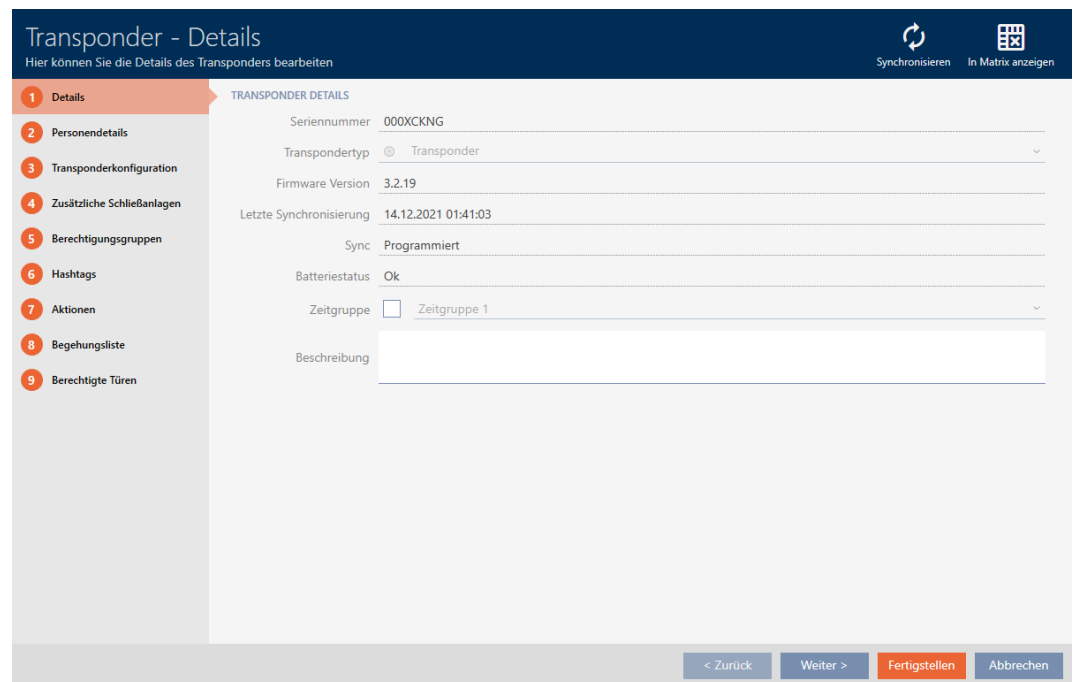 Transponder - Details
Hier können Sie die Details des Transponders bearbeiten
Synchronisieren
In Matrix anzeigen
1 Details
2 Personendetails
3 Transponderkonfiguration
4 Zusätzliche Schließanlagen
5 Berechtigungsgruppen
6 Hashtags
7 Aktionen
8 Begehungsliste
9 Berechtigte Türen
TRANSPONDER DETAILS
Seriennummer 000XCKNG
Transpondertyp Transponder
Firmware Version 3.2.19
Letzte Synchronisierung 14.12.2021 01:41:03
Sync Programmiert
Batteriestatus Ok
Zeitgruppe Zeitgruppe 1
Beschreibung
< Zurück
Weiter >
Fertigstellen
Abbrechen